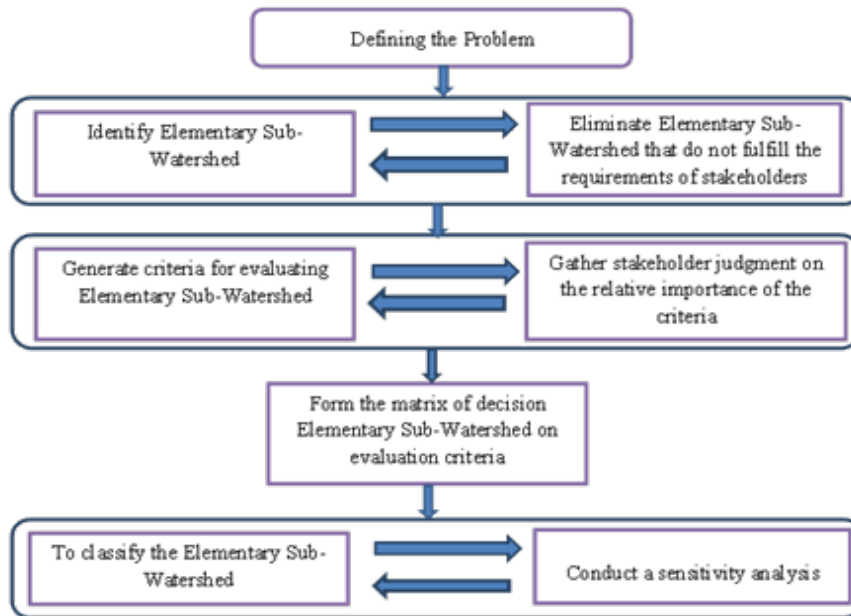 Defining the Problem
Identify Elementary Sub-
Watershed
Eliminate Elementary Sub-
Watershed that do not fulfill the
requirements of stakeholders
Generate criteria for evaluating
Elementary Sub-Watershed
Gather stakeholder judgment on
the relative importance of the
criteria
Form the matrix of decision
Elementary Sub-Watershed on
evaluation criteria
To classify the Elementary Sub-
Watershed
Conduct a sensitivity analysis